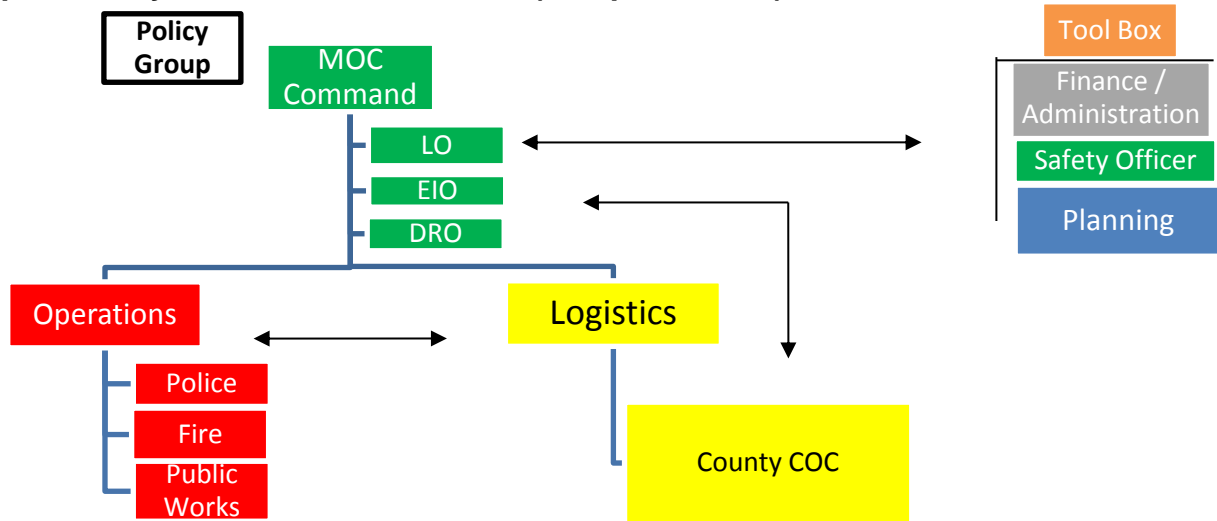 Policy
Group
MOC
Command
LO
EIO
DRO
Tool Box
Finance /
Administration
Safety Officer
Planning
Operations
Logistics
Police
Fire
Public
Works
County COC